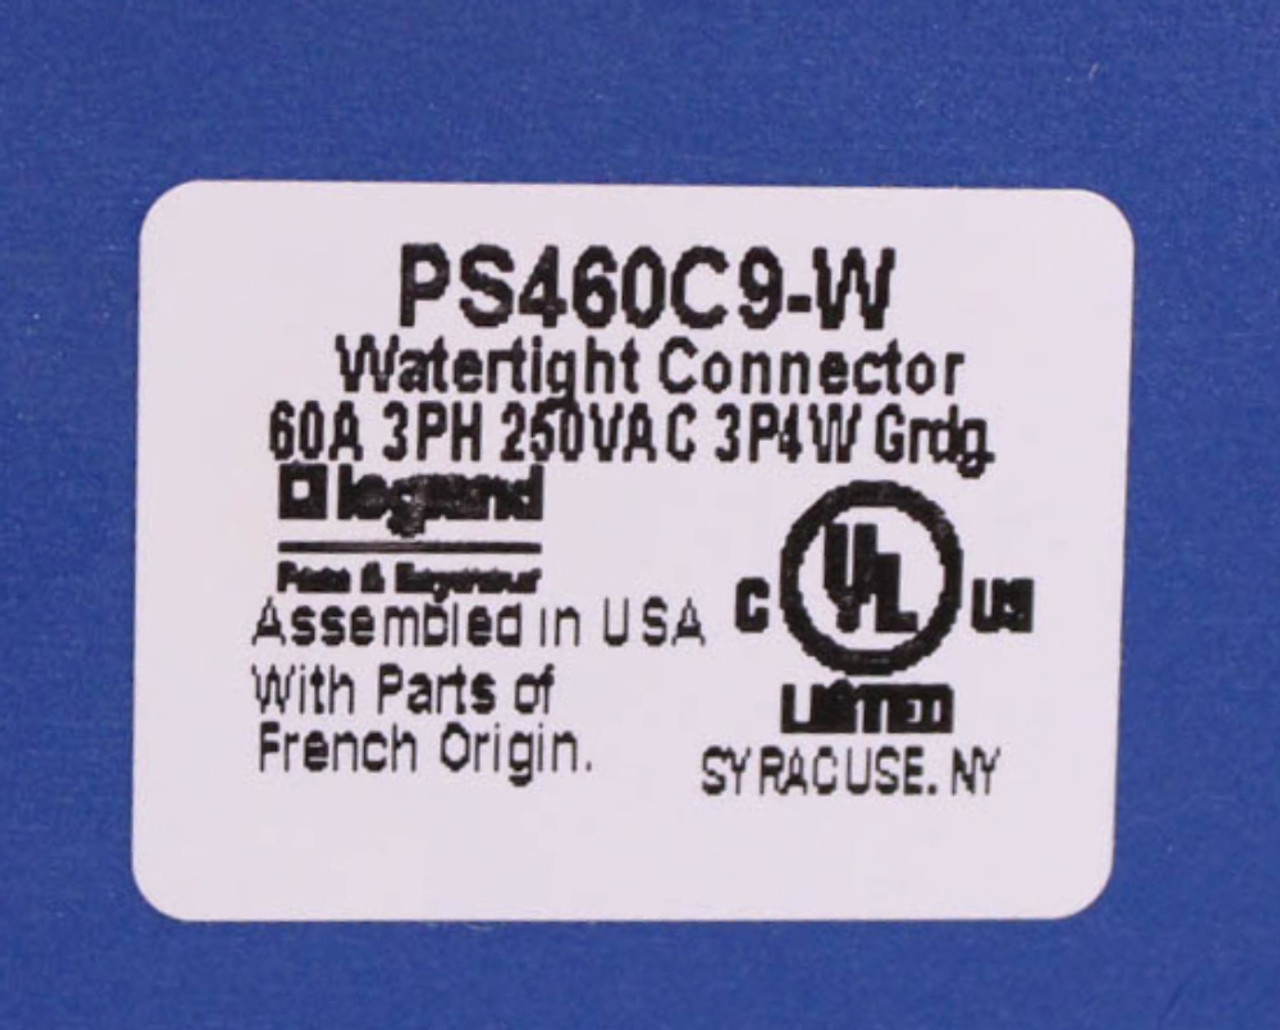 PS460C9-W
Watertight Connector
60A 3PH 250VAC 3P4W Grdg.
legrand
Pass & Seymour
Assembled in USA
With Parts of
French Origin.
C UL US
LISTED
SYRACUSE. NY